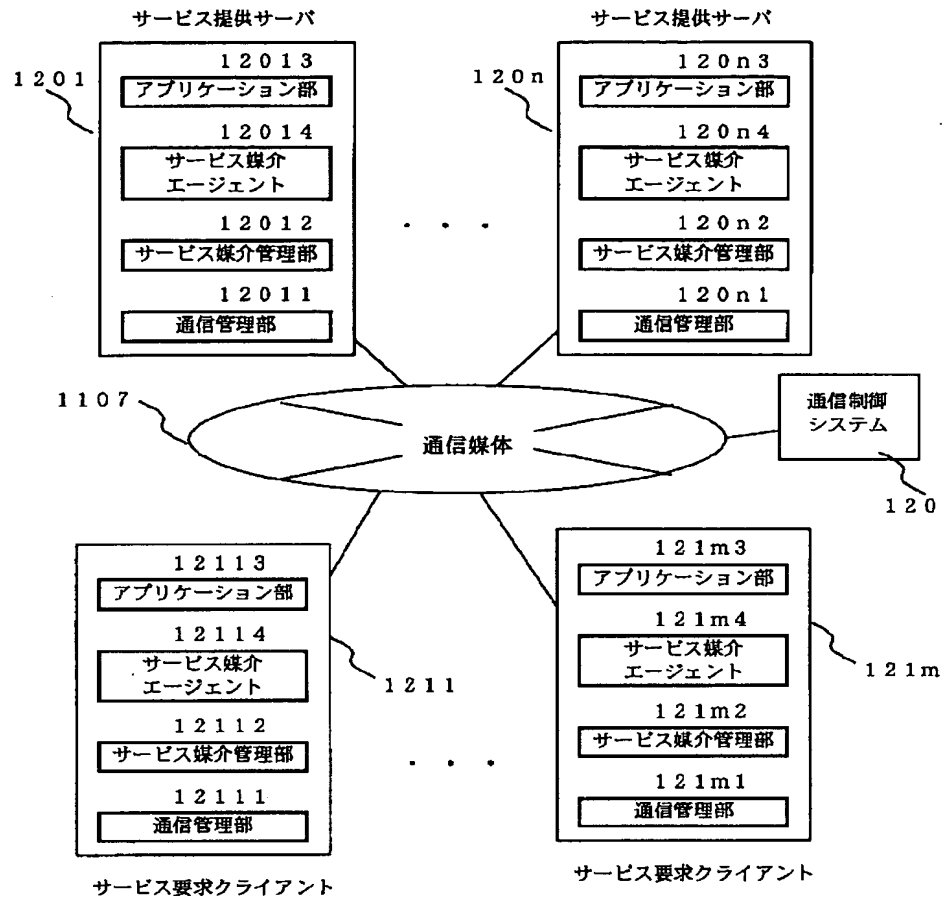 サービス提供サーバ
1201
12013
アプリケーション部
12014
サービス媒介
エージェント
12012
サービス媒介管理部
12011
通信管理部
・ ・ ・
サービス提供サーバ
120n
120n3
アプリケーション部
120n4
サービス媒介
エージェント
120n2
サービス媒介管理部
120n1
通信管理部
1107
通信媒体
通信制御
システム
120
12113
アプリケーション部
12114
サービス媒介
エージェント
1211
12112
サービス媒介管理部
12111
通信管理部
サービス要求クライアント
・ ・ ・
121m3
アプリケーション部
121m4
サービス媒介
エージェント
121m
121m2
サービス媒介管理部
121m1
通信管理部
サービス要求クライアント